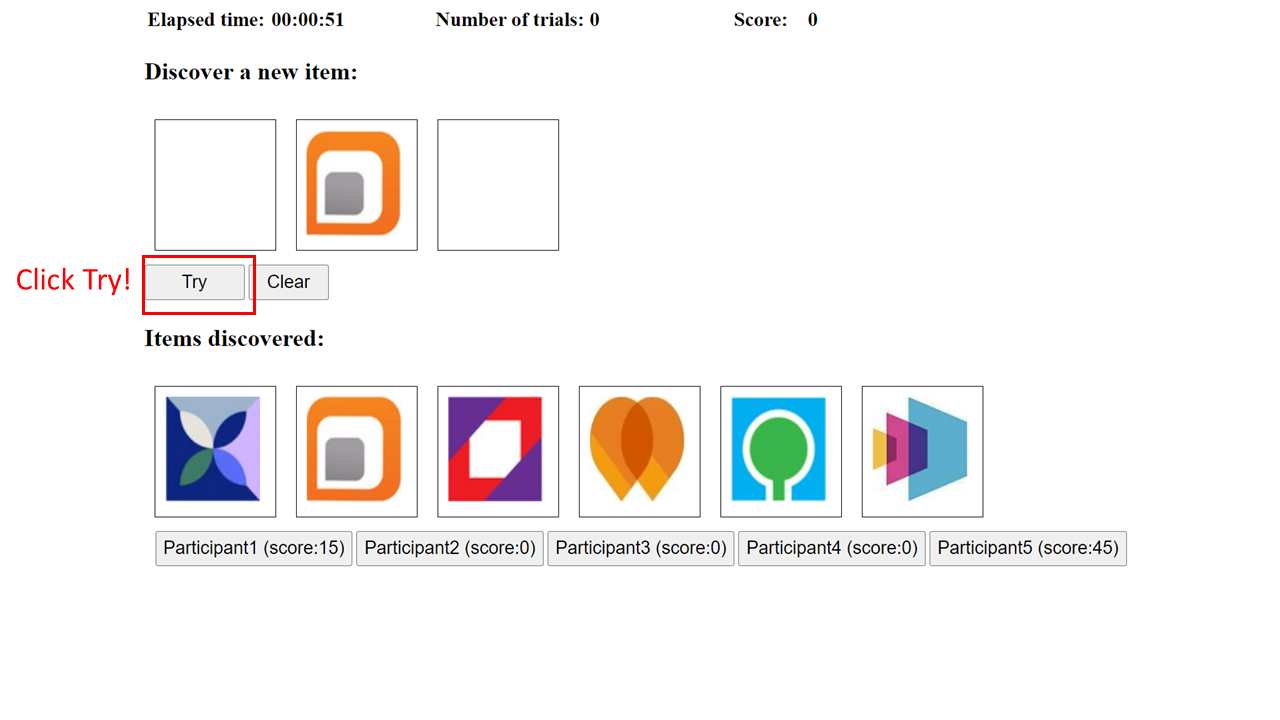 Elapsed time: 00:00:51 Number of trials: 0 Score: 0
Discover a new item:
Click Try! Try Clear
Items discovered:
Participant1 (score:15) Participant2 (score:0) Participant3 (score:0) Participant4 (score:0) Participant5 (score:45)